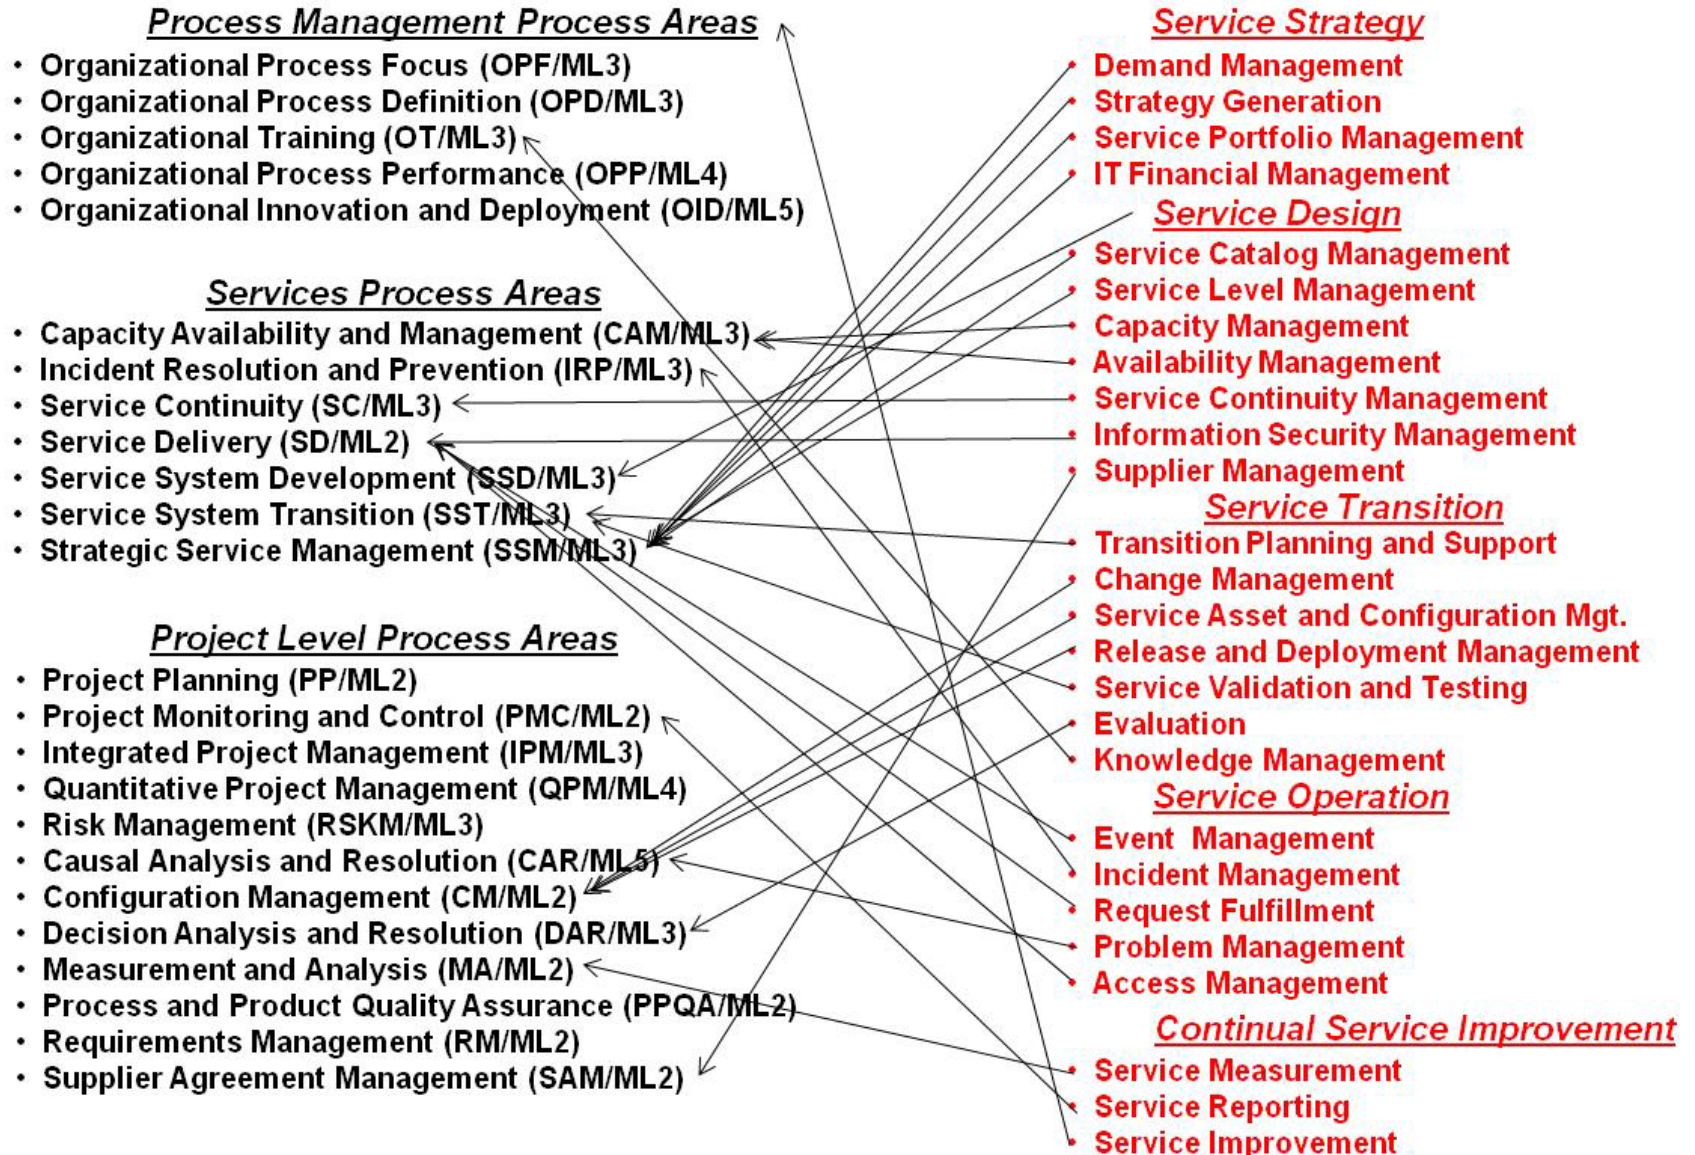 Process Management Process Areas
• Organizational Process Focus (OPF/ML3)
• Organizational Process Definition (OPD/ML3)
• Organizational Training (OT/ML3)
• Organizational Process Performance (OPP/ML4)
• Organizational Innovation and Deployment (OID/ML5)
Services Process Areas
• Capacity Availability and Management (CAM/ML3)
• Incident Resolution and Prevention (IRP/ML3)
• Service Continuity (SC/ML3)
• Service Delivery (SD/ML2)
• Service System Development (SSD/ML3)
• Service System Transition (SST/ML3)
• Strategic Service Management (SSM/ML3)
Project Level Process Areas
• Project Planning (PP/ML2)
• Project Monitoring and Control (PMC/ML2)
• Integrated Project Management (IPM/ML3)
• Quantitative Project Management (QPM/ML4)
• Risk Management (RSKM/ML3)
• Causal Analysis and Resolution (CAR/ML5)
• Configuration Management (CM/ML2)
• Decision Analysis and Resolution (DAR/ML3)
• Measurement and Analysis (MA/ML2)
• Process and Product Quality Assurance (PPQA/ML2)
• Requirements Management (RM/ML2)
• Supplier Agreement Management (SAM/ML2)
Service Strategy
• Demand Management
• Strategy Generation
• Service Portfolio Management
• IT Financial Management
Service Design
• Service Catalog Management
• Service Level Management
• Capacity Management
• Availability Management
• Service Continuity Management
• Information Security Management
• Supplier Management
Service Transition
• Transition Planning and Support
• Change Management
• Service Asset and Configuration Mgt.
• Release and Deployment Management
• Service Validation and Testing
• Evaluation
• Knowledge Management
Service Operation
• Event Management
• Incident Management
• Request Fulfillment
• Problem Management
• Access Management
Continual Service Improvement
• Service Measurement
• Service Reporting
• Service Improvement